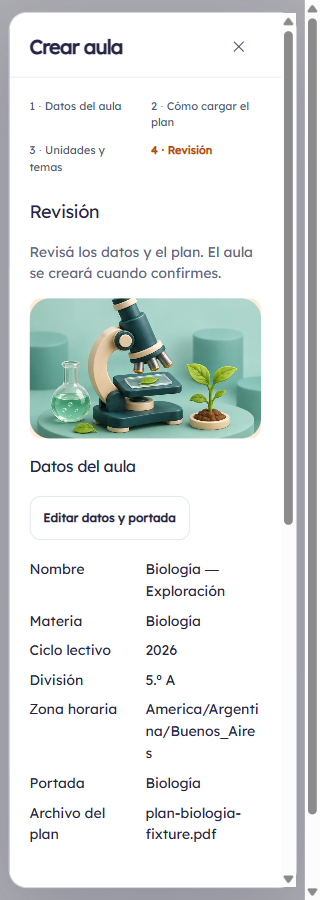 Crear aula
1 · Datos del aula
2 · Cómo cargar el
plan
3 · Unidades y
temas
4 · Revisión
Revisión
Revisá los datos y el plan. El aula
se creará cuando confirmes.
Datos del aula
Editar datos y portada
Nombre
Biología —
Exploración
Materia
Biología
Ciclo lectivo
2026
División
5.º A
Zona horaria
America/Argenti
na/Buenos_Aire
s
Portada
Biología
Archivo del
plan
plan-biologia-
fixture.pdf